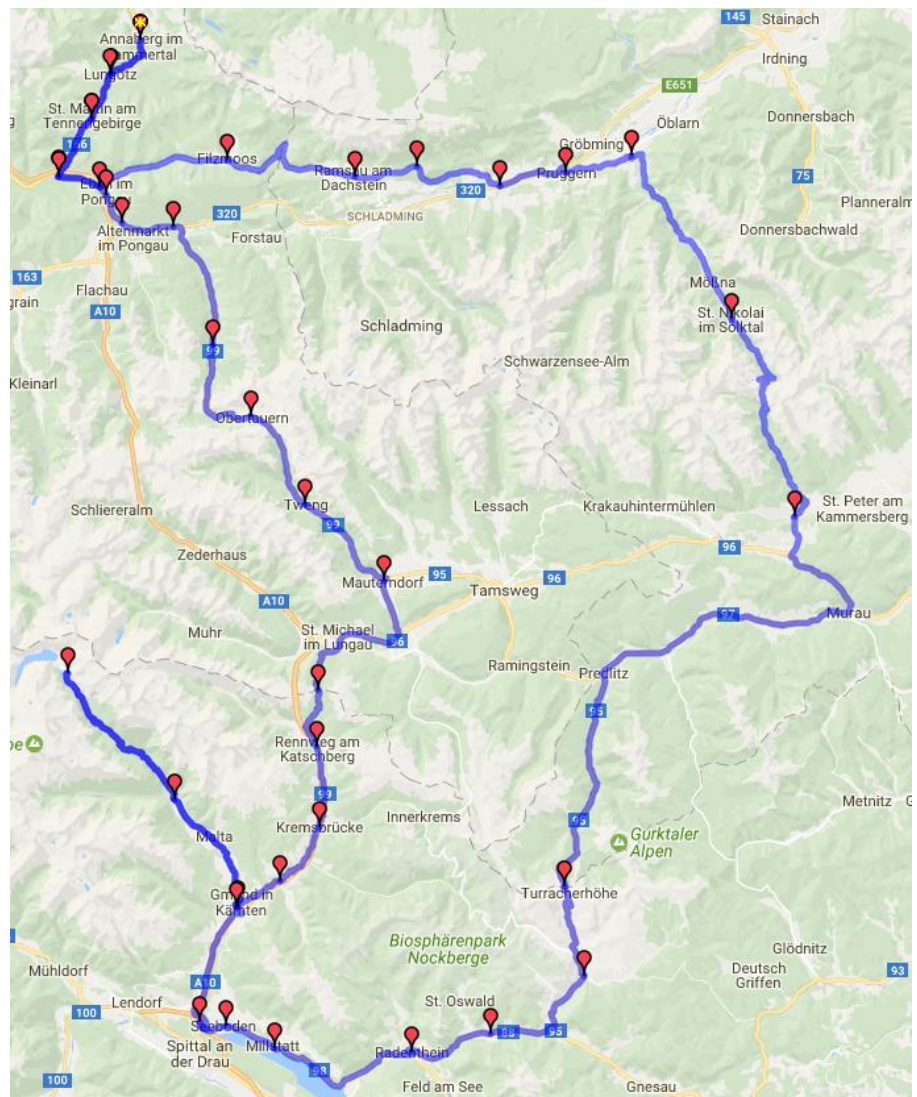 145
Stainach
Annaberg im
Lammertal
Irdning
Lungötz
E651
St. Martin am
Tennengebirge
Donnersbach
Öblarn
Gröbming
166
Filzmoos
Ramsau am
Dachstein
Pruggern
Eben im
Pongau
320
75
Planneralm
SCHLADMING
320
Altenmarkt
im Pongau
Forstau
Donnersbachwald
163
Flachau
Mößna
grain
A10
St. Nikolai
im Sölktal
Schladming
99
Schwarzensee-Alm
Kleinarl
Obertauern
Tweng
Lessach
Krakauhintermühlen
St. Peter am
Kammersberg
Schliereralm
99
96
Zederhaus
Mauterndorf
95
96
Tamsweg
A10
Murau
97
Muhr
St. Michael
im Lungau
96
Ramingstein
Predlitz
95
Rennweg am
Katschberg
99
Metnitz
Kremsbrücke
Innerkrems
95
Malta
Gurktaler
Alpen
Gmünd in
Kärnten
Turracherhöhe
Biosphärenpark
Nockberge
Glödnitz
Mühldorf
Deutsch
Griffen
93
A10
Lendorf
100
St. Oswald
Seeboden
Spittal an
der Drau
Millstatt
Radenthein
88
95
98
100
Feld am See
Gnesau